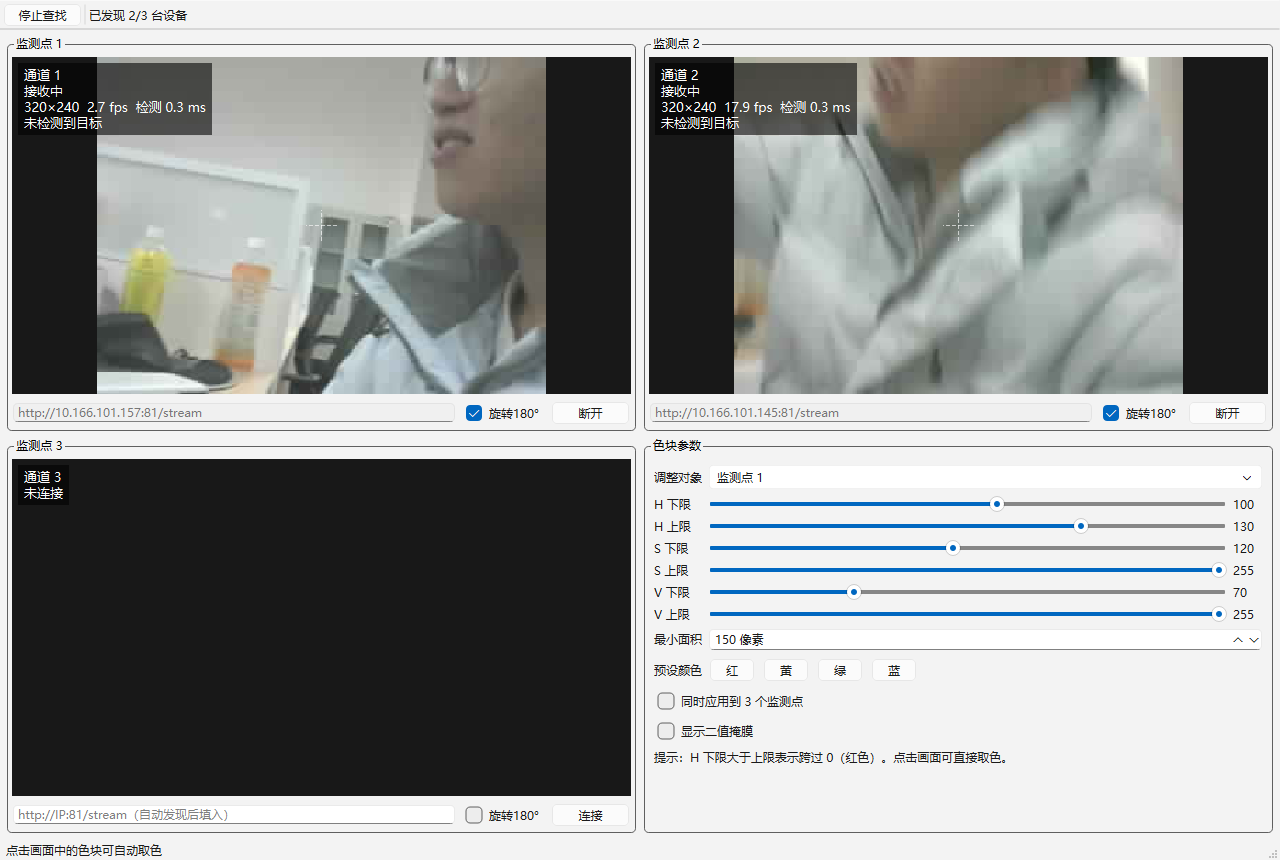 停止查找 已发现 2/3 台设备
监测点 1
通道 1
接收中
320×240 2.7 fps 检测 0.3 ms
未检测到目标
http://10.166.101.157:81/stream 旋转180° 断开
监测点 2
通道 2
接收中
320×240 17.9 fps 检测 0.3 ms
未检测到目标
http://10.166.101.145:81/stream 旋转180° 断开
监测点 3
通道 3
未连接
http://IP:81/stream（自动发现后填入） 旋转180° 连接
色块参数
调整对象 监测点 1
H 下限 100
H 上限 130
S 下限 120
S 上限 255
V 下限 70
V 上限 255
最小面积 150 像素
预设颜色 红 黄 绿 蓝
同时应用到 3 个监测点
显示二值掩膜
提示：H 下限大于上限表示跨过 0（红色）。点击画面可直接取色。
点击画面中的色块可自动取色